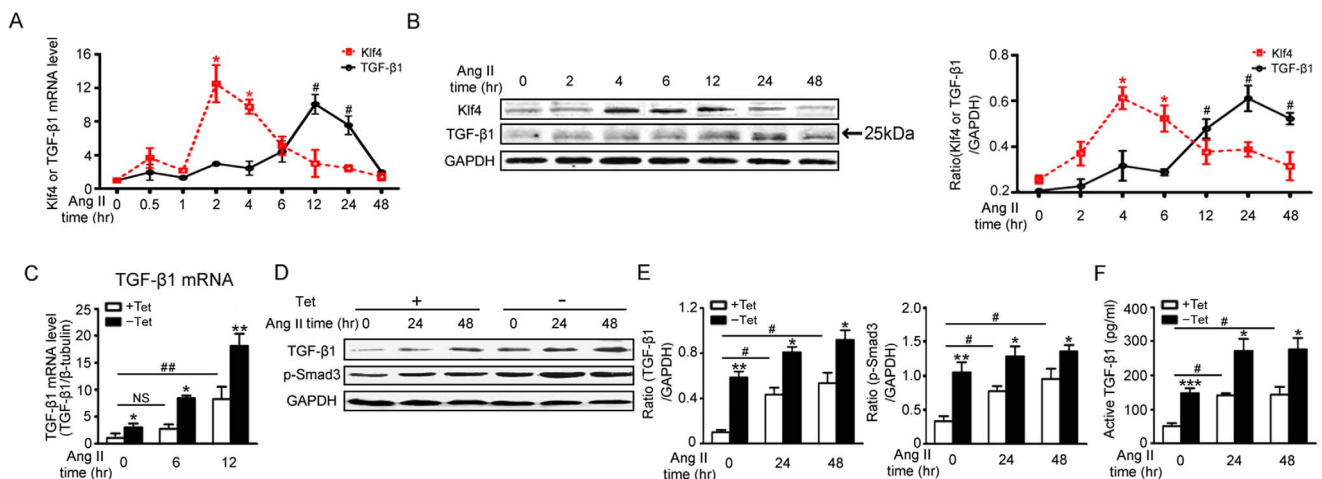 A
Klf4 or TGF-β1 mRNA level
16
12
8
4
0
Klf4
TGF-β1
*
*
#
#
0 0.5 1 2 4 6 12 24 48
Ang II
time (hr)
B
Ang II
time (hr)
0 2 4 6 12 24 48
Klf4
TGF-β1
25kDa
GAPDH
Ratio(Klf4 or TGF-β1
/GAPDH)
1.0
0.8
0.6
0.4
0.2
Klf4
TGF-β1
*
*
#
#
#
0 2 4 6 12 24 48
Ang II
time (hr)
C
TGF-β1 mRNA
TGF-β1 mRNA level
(TGF-β1/β-tubulin)
25
20
15
10
5
0
+Tet
−Tet
##
NS
*
*
**
0 6 12
Ang II
time (hr)
D
Tet + −
Ang II time (hr) 0 24 48 0 24 48
TGF-β1
p-Smad3
GAPDH
E
Ratio (TGF-β1
/GAPDH)
1.2
0.8
0.4
0.0
+Tet
−Tet
#
#
**
*
*
0 24 48
Ang II
time (hr)
Ratio (p-Smad3
/GAPDH)
2.0
1.5
1.0
0.5
0.0
#
#
**
*
*
0 24 48
F
Active TGF-β1 (pg/ml)
400
300
200
100
0
+Tet
−Tet
#
#
***
*
*
0 24 48
Ang II
time (hr)